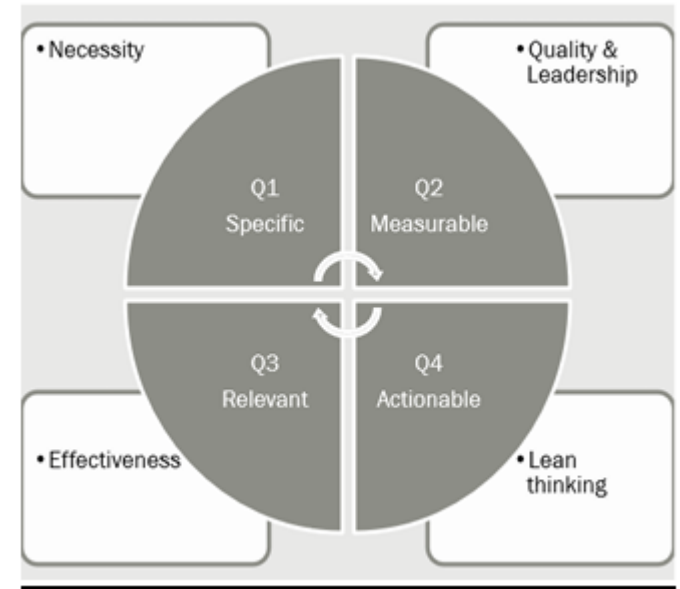 • Necessity
• Quality &
Leadership
Q1
Specific
Q2
Measurable
Q3
Relevant
Q4
Actionable
• Effectiveness
• Lean
thinking